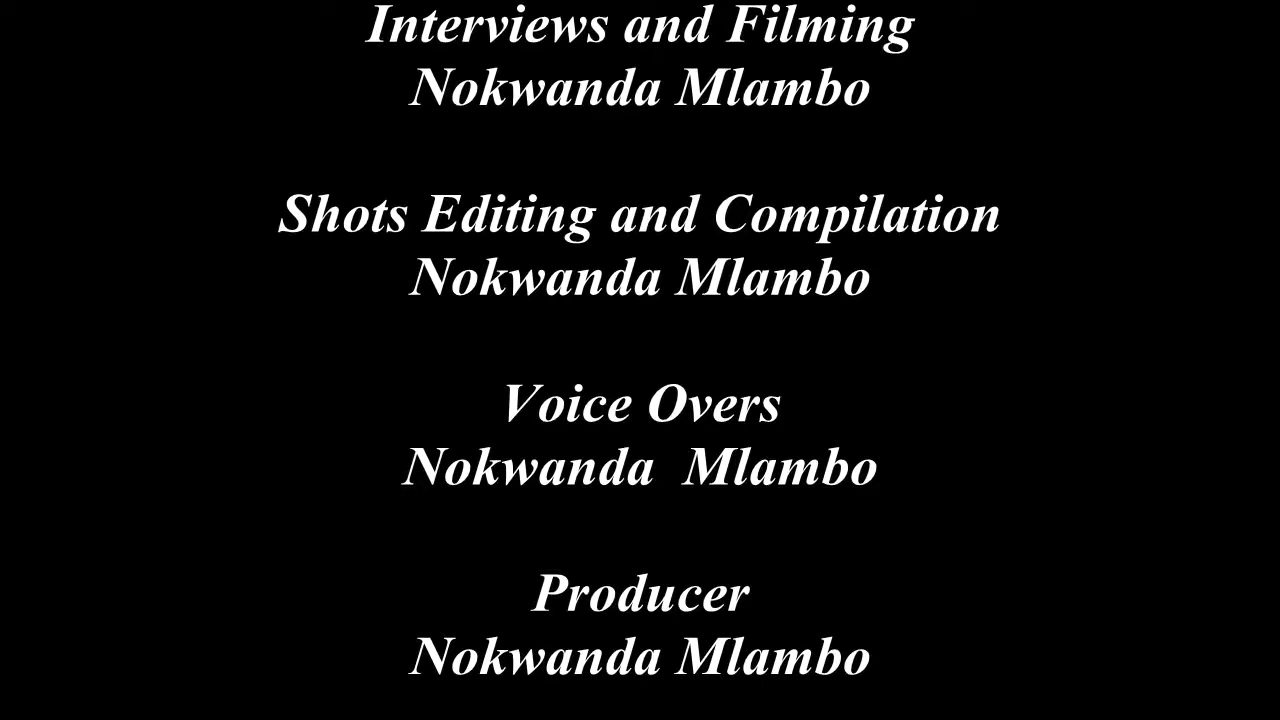 Interviews and Filming
Nokwanda Mlambo
Shots Editing and Compilation
Nokwanda Mlambo
Voice Overs
Nokwanda  Mlambo
Producer
Nokwanda Mlambo